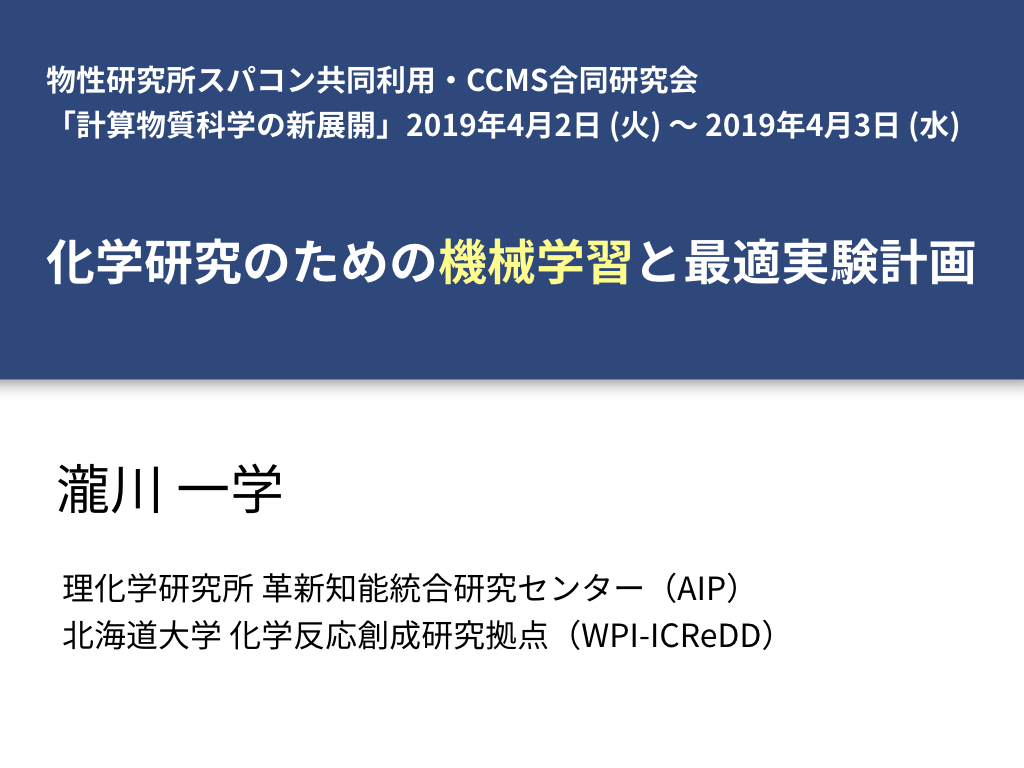 物性研究所スパコン共同利用・CCMS合同研究会
「計算物質科学の新展開」2019年4月2日 (火) 〜 2019年4月3日 (水)
化学研究のための機械学習と最適実験計画
瀧川 一学
理化学研究所 革新知能統合研究センター（AIP）
北海道大学 化学反応創成研究拠点（WPI-ICReDD）